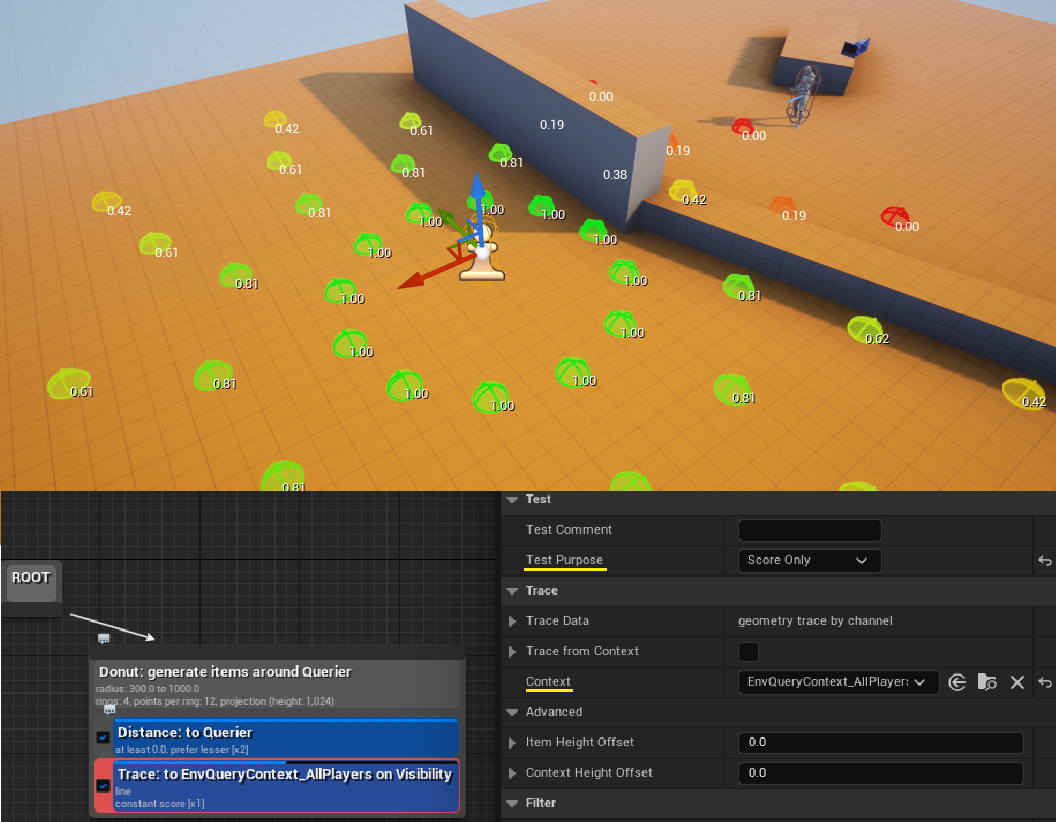 0.00
0.42
0.61
0.19
0.00
0.19
0.61
0.81
0.81
0.38
0.42
0.42
0.81
1.00
1.00
1.00
0.19
0.00
0.61
1.00
1.00
0.81
1.00
1.00
0.81
1.00
1.00
0.62
0.61
0.81
1.00
1.00
1.00
0.81
0.42
0.81
ROOT
Donut: generate items around Querier
radius: 300.0 to 1000.0
rings: 4, points per ring: 12, projection (height: 1,024)
Distance: to Querier
at least 0.0, prefer lesser [x2]
Trace: to EnvQueryContext_AllPlayers on Visibility
line
constant score [x1]
Test
Test Comment
Test Purpose Score Only
Trace
Trace Data geometry trace by channel
Trace from Context
Context EnvQueryContext_AllPlayers
Advanced
Item Height Offset 0.0
Context Height Offset 0.0
Filter